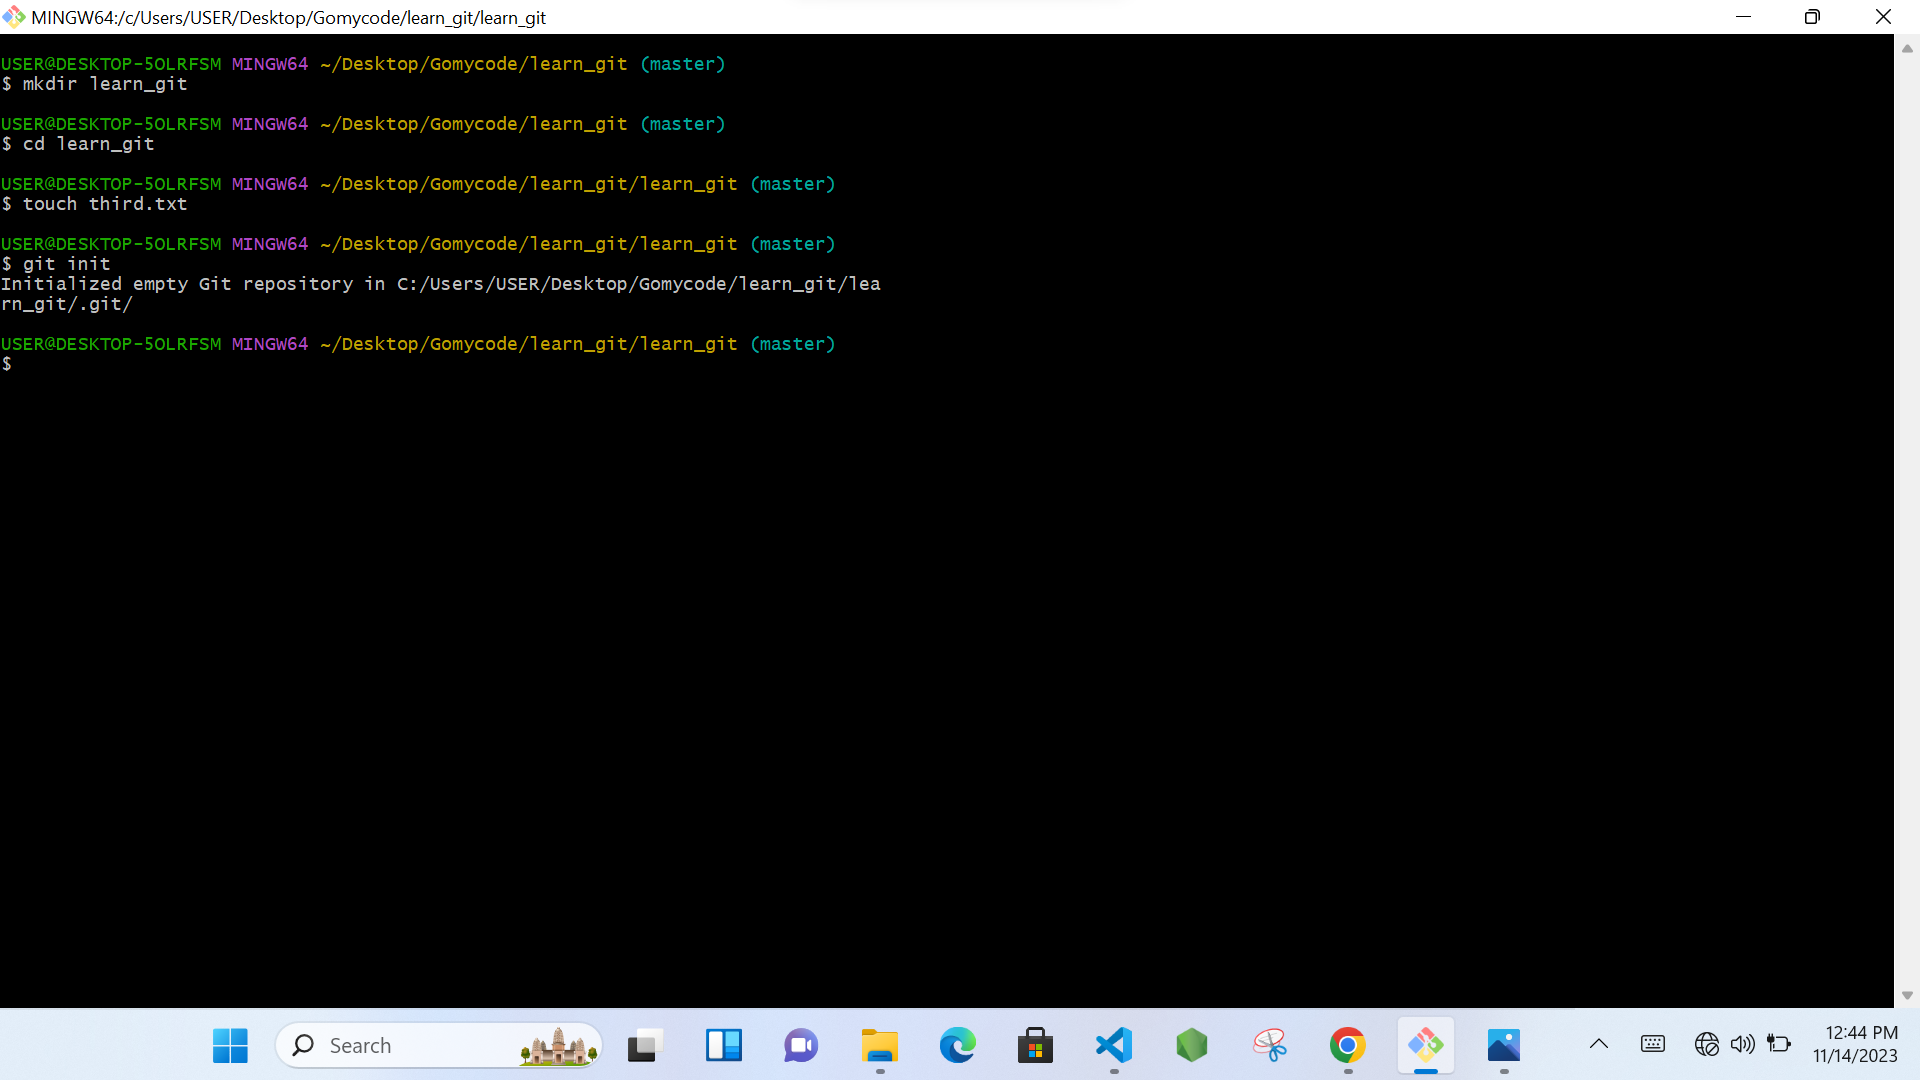 MINGW64:/c/Users/USER/Desktop/Gomycode/learn_git/learn_git
USER@DESKTOP-5OLRFSM MINGW64 ~/Desktop/Gomycode/learn_git (master)
$ mkdir learn_git
USER@DESKTOP-5OLRFSM MINGW64 ~/Desktop/Gomycode/learn_git (master)
$ cd learn_git
USER@DESKTOP-5OLRFSM MINGW64 ~/Desktop/Gomycode/learn_git/learn_git (master)
$ touch third.txt
USER@DESKTOP-5OLRFSM MINGW64 ~/Desktop/Gomycode/learn_git/learn_git (master)
$ git init
Initialized empty Git repository in C:/Users/USER/Desktop/Gomycode/learn_git/lea
rn_git/.git/
USER@DESKTOP-5OLRFSM MINGW64 ~/Desktop/Gomycode/learn_git/learn_git (master)
$
Search
12:44 PM
11/14/2023